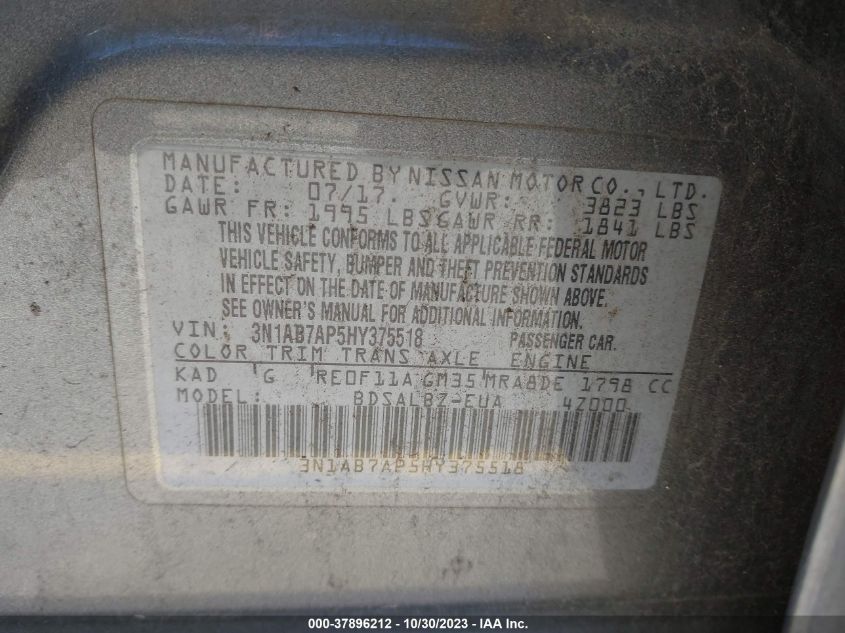 MANUFACTURED BY NISSAN MOTOR CO., LTD.
DATE: 07/17. GVWR: 3823 LBS
GAWR FR: 1995 LBS GAWR RR: 1841 LBS
THIS VEHICLE CONFORMS TO ALL APPLICABLE FEDERAL MOTOR
VEHICLE SAFETY, BUMPER AND THEFT PREVENTION STANDARDS
IN EFFECT ON THE DATE OF MANUFACTURE SHOWN ABOVE.
SEE OWNER'S MANUAL FOR ADDITIONAL INFORMATION.
VIN: 3N1AB7AP5HY375518 PASSENGER CAR.
COLOR TRIM TRANS AXLE ENGINE
KAD G RE0F11A GM35 MRA8DE 1798 CC
MODEL: BDSALB7-EUA 47000
3N1AB7AP5HY375518
000-37896212 - 10/30/2023 - IAA Inc.